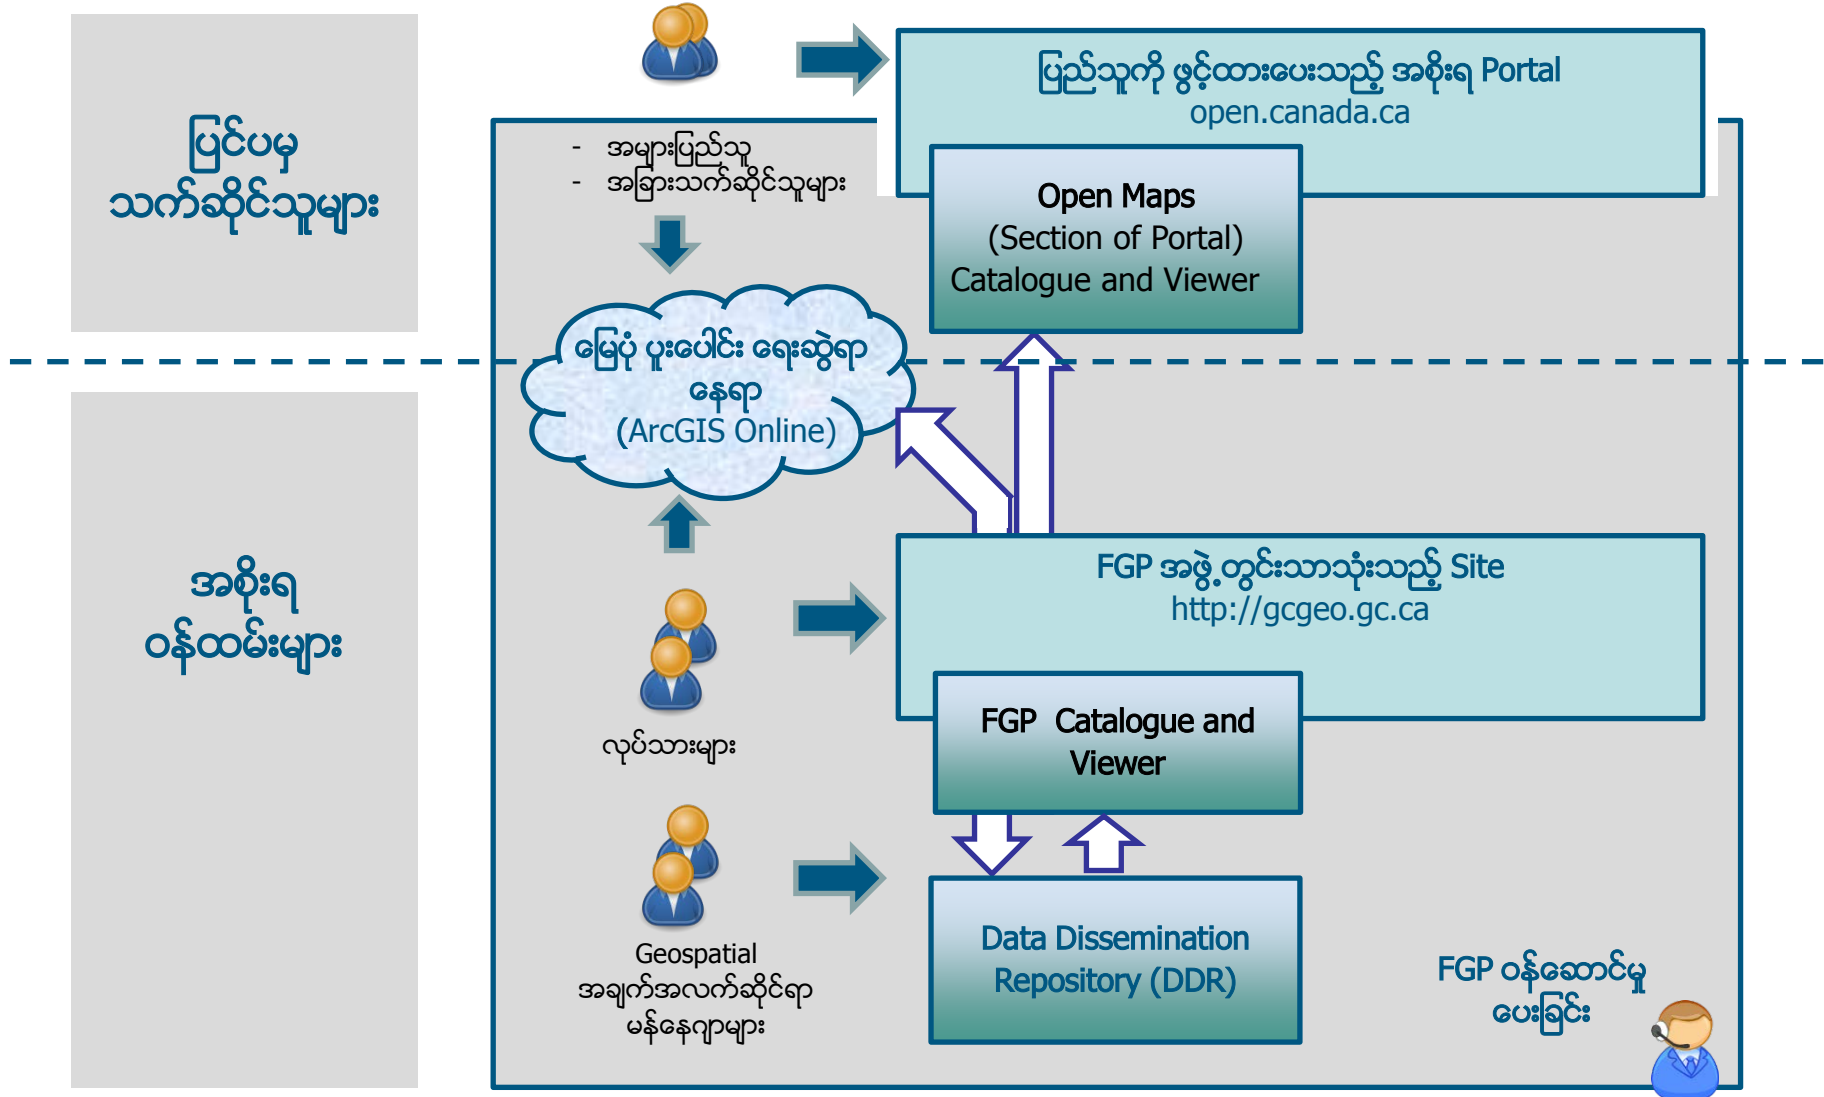 ပြင်ပမှ
သက်ဆိုင်သူများ
ပြည်သူကို ဖွင့်ထားပေးသည့် အစိုးရ Portal
open.canada.ca
- အများပြည်သူ
- အခြားသက်ဆိုင်သူများ
Open Maps
(Section of Portal)
Catalogue and Viewer
မြေပုံ ပူးပေါင်း ရေးဆွဲရာ
နေရာ
(ArcGIS Online)
အစိုးရ
ဝန်ထမ်းများ
FGP အဖွဲ့တွင်းသာသုံးသည့် Site
http://gcgeo.gc.ca
FGP Catalogue and
Viewer
လုပ်သားများ
Geospatial
အချက်အလက်ဆိုင်ရာ
မန်နေဂျာများ
Data Dissemination
Repository (DDR)
FGP ဝန်ဆောင်မှု
ပေးခြင်း